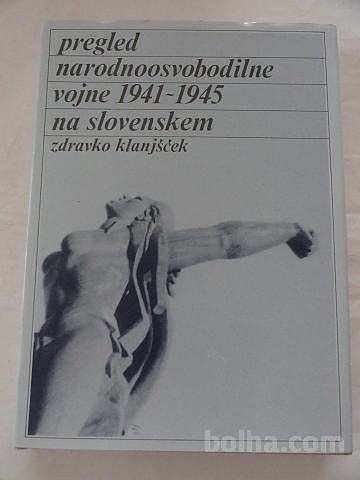 pregled
narodnoosvobodilne
vojne 1941-1945
na slovenskem
zdravko klanjšček
bolha.com